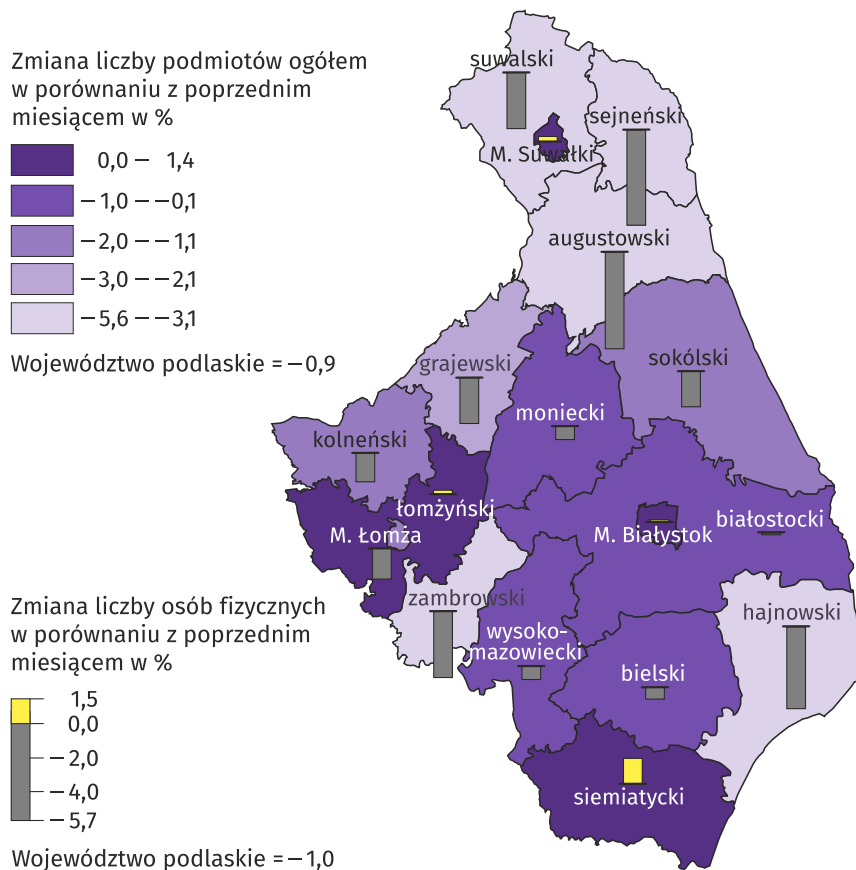 Zmiana liczby podmiotów ogółem
w porównaniu z poprzednim
miesiącem w %
0,0 – 1,4
−1,0 – −0,1
−2,0 – −1,1
−3,0 – −2,1
−5,6 – −3,1
Województwo podlaskie = −0,9
suwalski
sejneński
M. Suwałki
augustowski
grajewski
sokólski
moniecki
kolneński
łomżyński
M. Łomża
M. Białystok
białostocki
zambrowski
wysoko-
mazowiecki
hajnowski
bielski
siemiatycki
Zmiana liczby osób fizycznych
w porównaniu z poprzednim
miesiącem w %
1,5
0,0
−2,0
−4,0
−5,7
Województwo podlaskie = −1,0